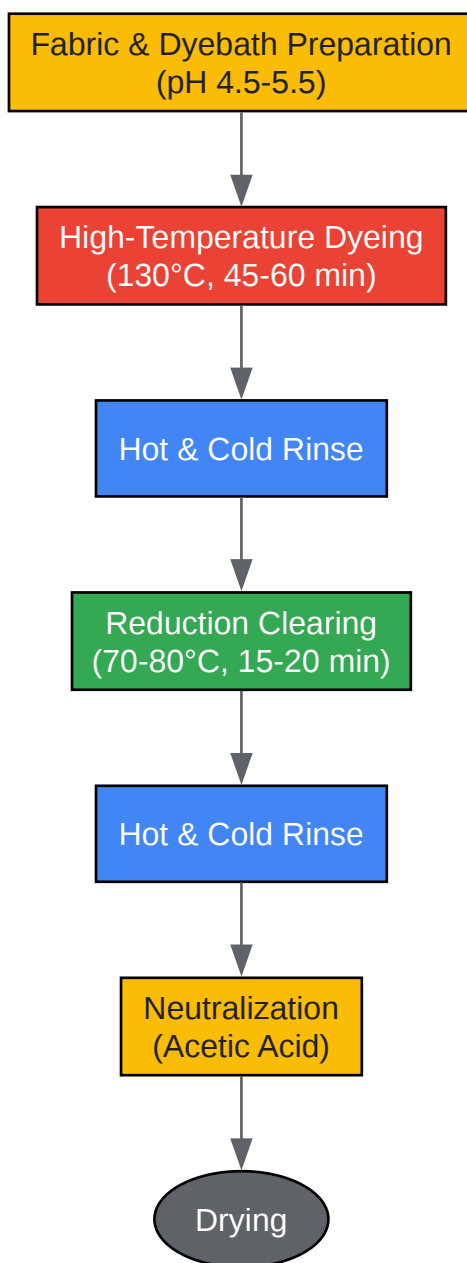 Fabric & Dyebath Preparation
(pH 4.5-5.5)
High-Temperature Dyeing
(130°C, 45-60 min)
Hot & Cold Rinse
Reduction Clearing
(70-80°C, 15-20 min)
Hot & Cold Rinse
Neutralization
(Acetic Acid)
Drying